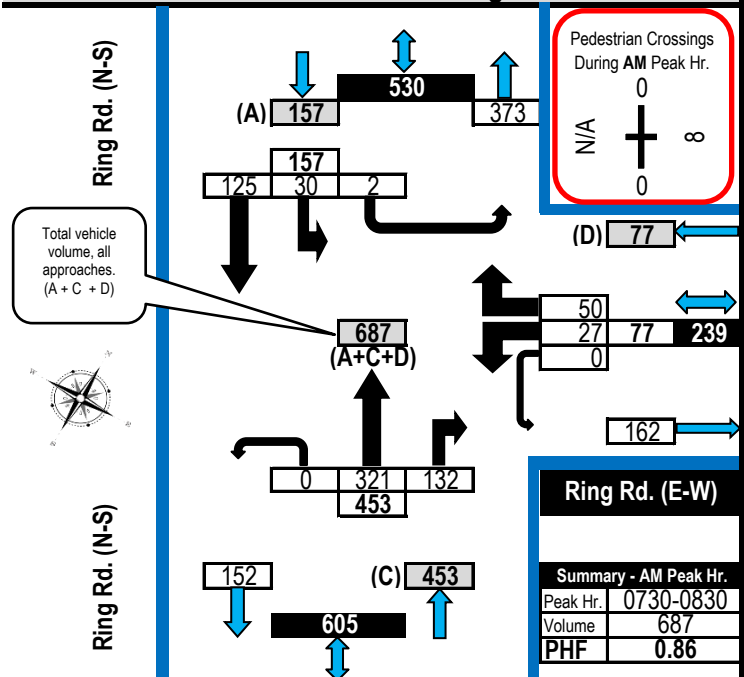 Ring Rd. (N-S)
530
(A) 157
373
157
125 30 2
Pedestrian Crossings
During AM Peak Hr.
0
N/A
8
0
(D) 77
Total vehicle
volume, all
approaches.
(A + C + D)
687
(A+C+D)
50
27 77 239
0
162
0 321 132
453
Ring Rd. (N-S)
152
(C) 453
605
Ring Rd. (E-W)
Summary - AM Peak Hr.
Peak Hr. 0730-0830
Volume 687
PHF 0.86